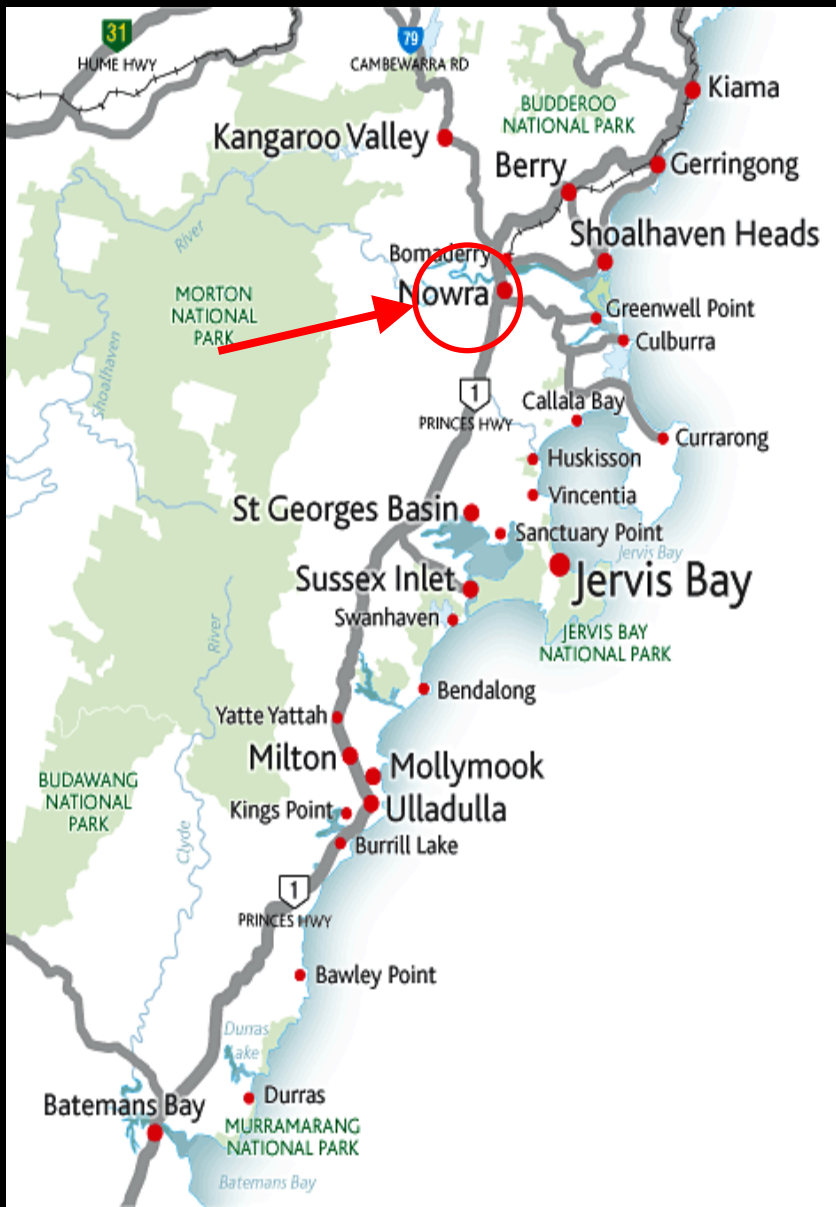 31
HUME HWY
79
CAMBEWARRA RD
Kiama
BUDDEROO
NATIONAL PARK
Kangaroo Valley
Berry
Gerringong
River
Shoalhaven Heads
Bomaderry
Nowra
MORTON
NATIONAL
PARK
Greenwell Point
Culburra
Shoalhaven
1
PRINCES HWY
Callala Bay
Currarong
Huskisson
Vincentia
St Georges Basin
Sanctuary Point
Jervis Bay
Jervis Bay
Sussex Inlet
Swanhaven
River
JERVIS BAY
NATIONAL PARK
Bendalong
Yatte Yattah
Milton
Mollymook
BUDAWANG
NATIONAL
PARK
Kings Point
Ulladulla
Clyde
Burrill Lake
1
PRINCES HWY
Bawley Point
Durras
Lake
Durras
Batemans Bay
MURRAMARANG
NATIONAL PARK
Batemans Bay